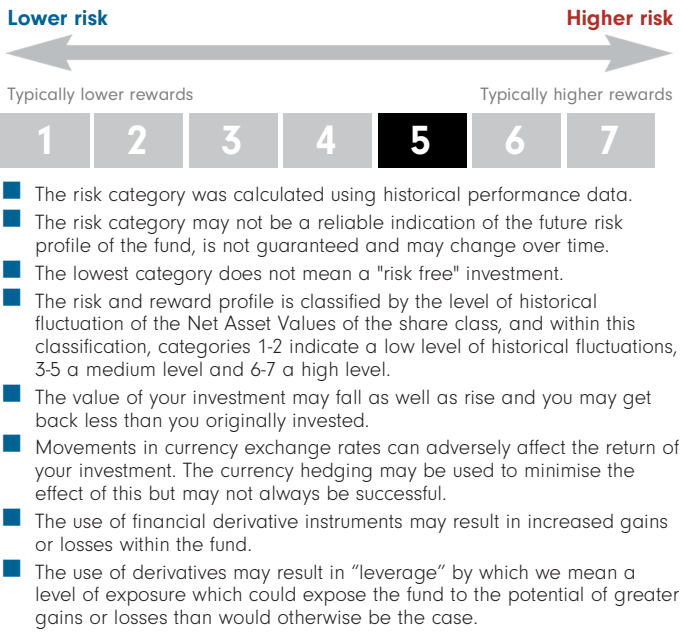 Lower risk Higher risk
Typically lower rewards Typically higher rewards
1 2 3 4 5 6 7
The risk category was calculated using historical performance data.
The risk category may not be a reliable indication of the future risk
profile of the fund, is not guaranteed and may change over time.
The lowest category does not mean a "risk free" investment.
The risk and reward profile is classified by the level of historical
fluctuation of the Net Asset Values of the share class, and within this
classification, categories 1-2 indicate a low level of historical fluctuations,
3-5 a medium level and 6-7 a high level.
The value of your investment may fall as well as rise and you may get
back less than you originally invested.
Movements in currency exchange rates can adversely affect the return of
your investment. The currency hedging may be used to minimise the
effect of this but may not always be successful.
The use of financial derivative instruments may result in increased gains
or losses within the fund.
The use of derivatives may result in “leverage” by which we mean a
level of exposure which could expose the fund to the potential of greater
gains or losses than would otherwise be the case.